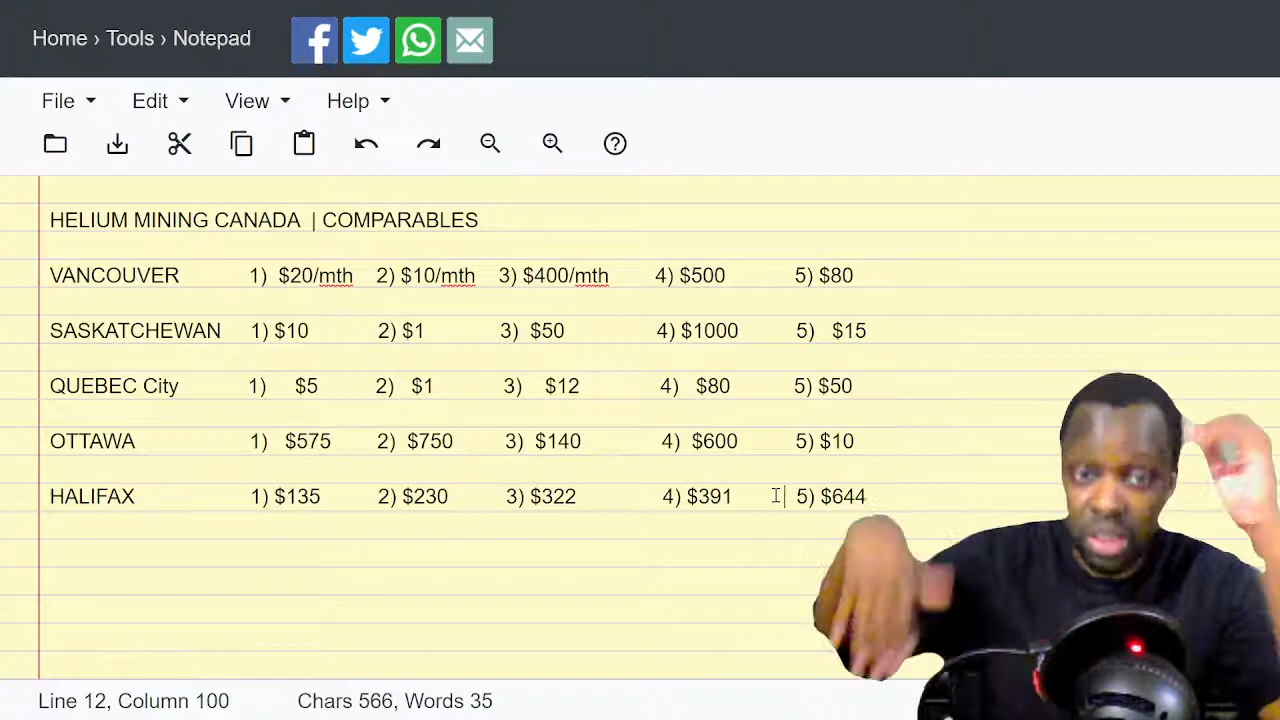 Home › Tools › Notepad
File Edit View Help
HELIUM MINING CANADA | COMPARABLES
VANCOUVER 1) $20/mth 2) $10/mth 3) $400/mth 4) $500 5) $80
SASKATCHEWAN 1) $10 2) $1 3) $50 4) $1000 5) $15
QUEBEC City 1) $5 2) $1 3) $12 4) $80 5) $50
OTTAWA 1) $575 2) $750 3) $140 4) $600 5) $10
HALIFAX 1) $135 2) $230 3) $322 4) $391 5) $644
Line 12, Column 100 Chars 566, Words 35